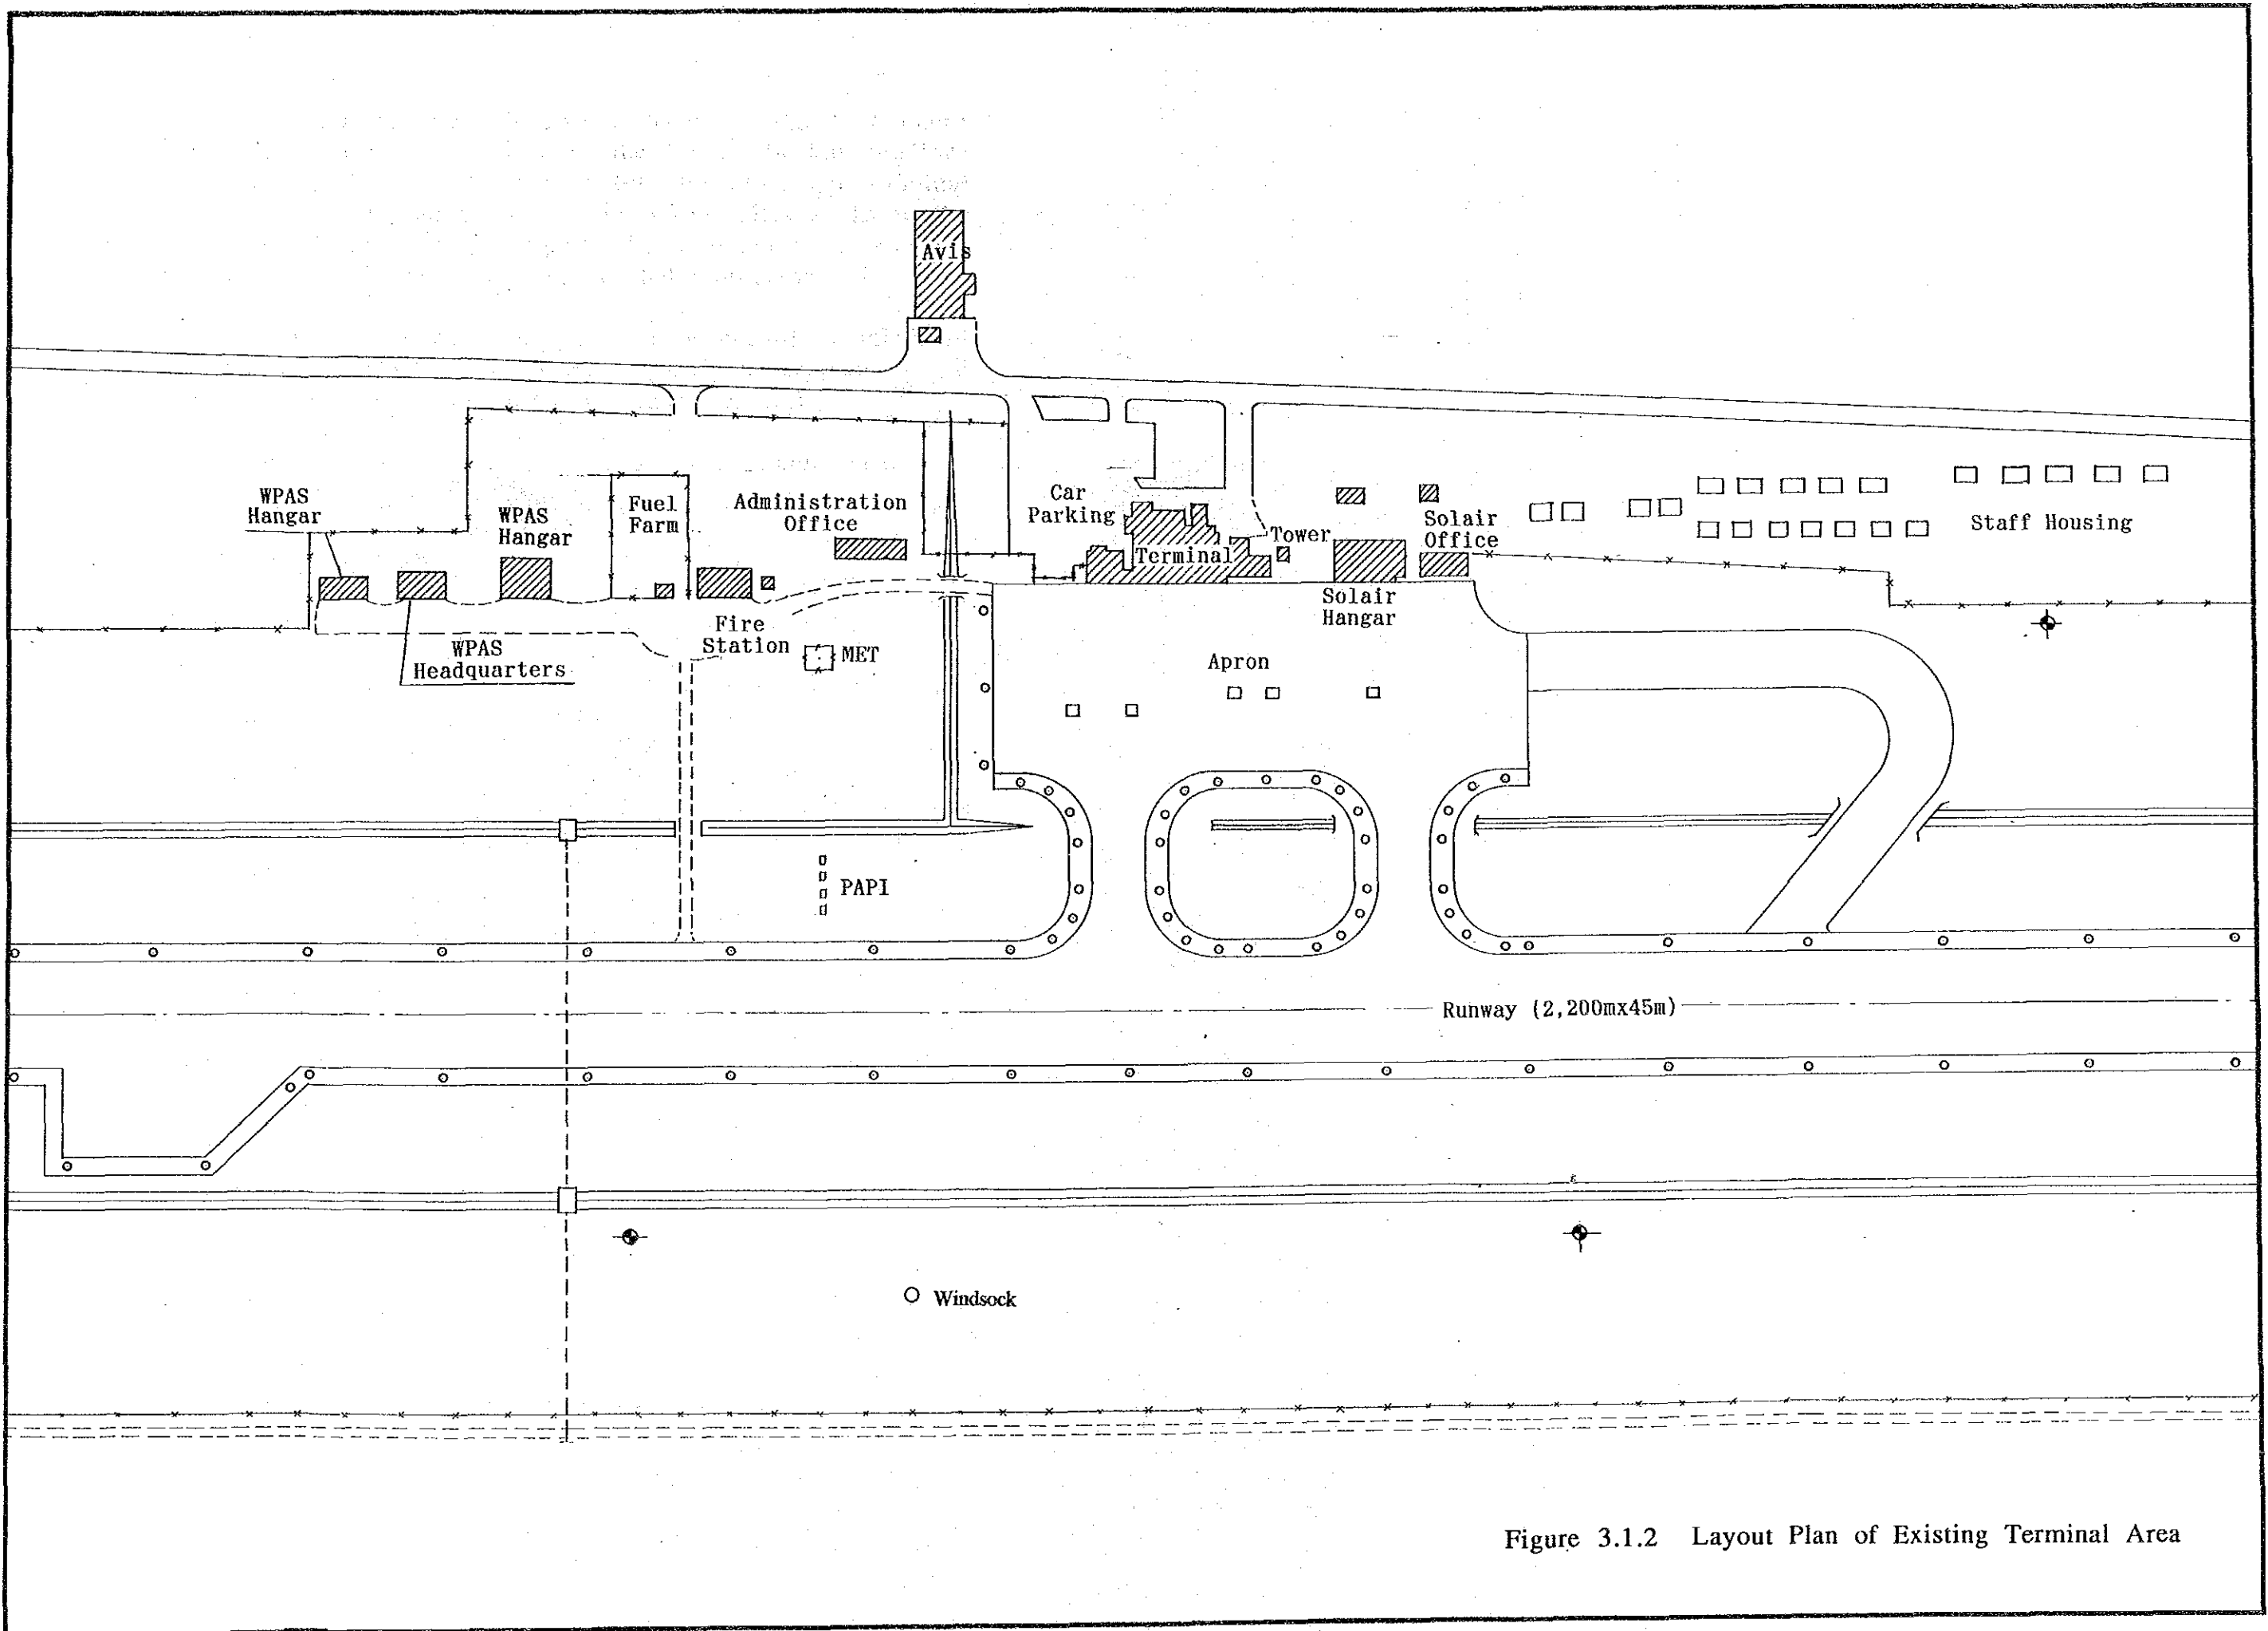 Avis
WPAS
Hangar
WPAS
Hangar
Fuel
Farm
Administration
Office
Car
Parking
Terminal
Tower
Solair
Office
Staff Housing
Solair
Hangar
Fire
Station
WPAS
Headquarters
MET
Apron
PAPI
Runway (2,200mx45m)
Windsock
Figure 3.1.2 Layout Plan of Existing Terminal Area